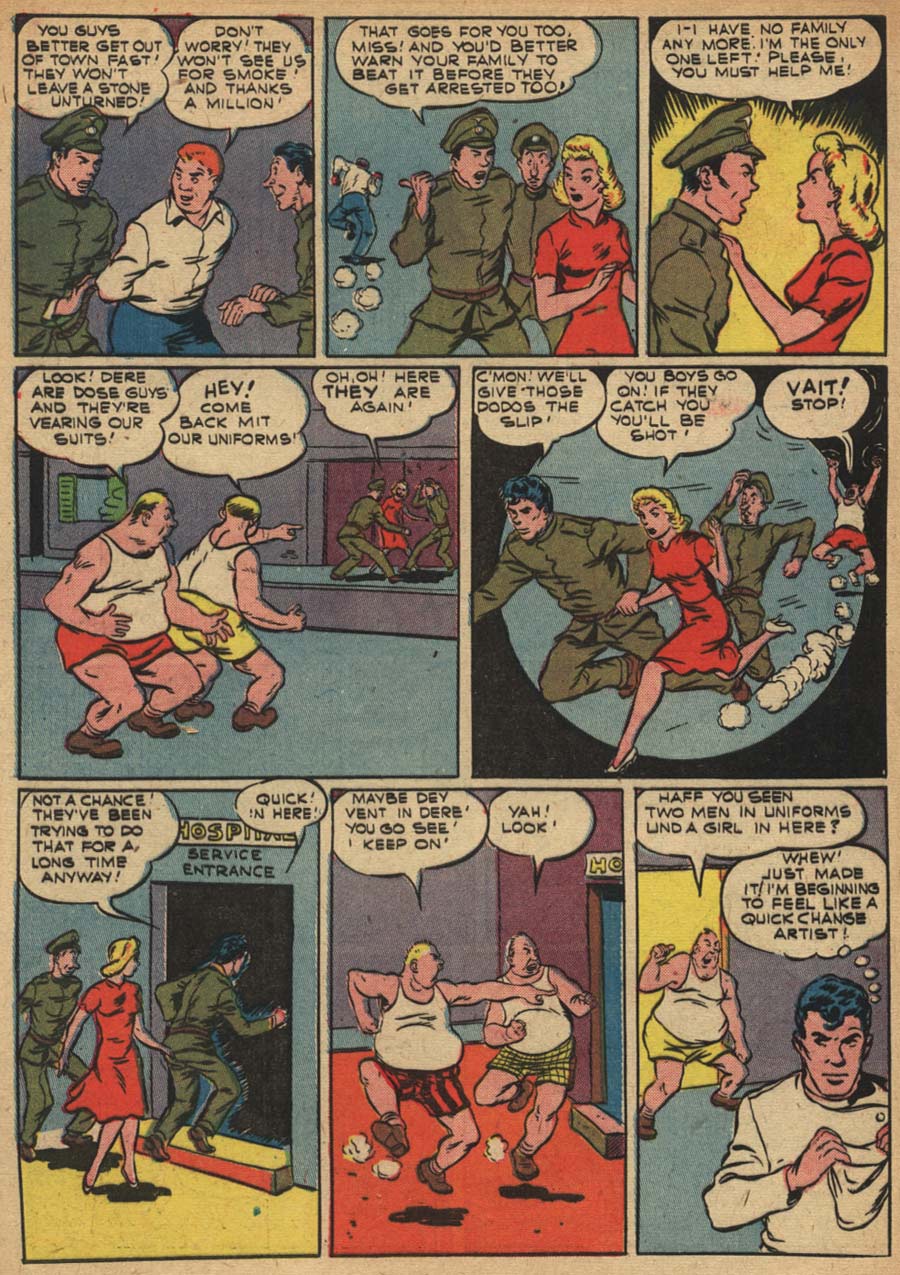 YOU GUYS
BETTER GET OUT
OF TOWN FAST!
THEY WON'T
LEAVE A STONE
UNTURNED!
DON'T
WORRY! THEY
WON'T SEE US
FOR SMOKE!
AND THANKS
A MILLION!
THAT GOES FOR YOU TOO,
MISS! AND YOU'D BETTER
WARN YOUR FAMILY TO
BEAT IT BEFORE THEY
GET ARRESTED TOO!
I-I HAVE NO FAMILY
ANY MORE. I'M THE ONLY
ONE LEFT! PLEASE,
YOU MUST HELP ME!
LOOK! DERE
ARE DOSE GUYS
AND THEY'RE
VEARING OUR
SUITS!
HEY!
COME
BACK MIT
OUR UNIFORMS!
OH, OH! HERE
THEY ARE
AGAIN!
C'MON! WE'LL
GIVE THOSE
DODOS THE
SLIP!
YOU BOYS GO
ON! IF THEY
CATCH YOU
YOU'LL BE
SHOT!
VAIT!
STOP!
NOT A CHANCE!
THEY'VE BEEN
TRYING TO DO
THAT FOR A
LONG TIME
ANYWAY!
QUICK!
IN HERE!
HOSPITAL
SERVICE
ENTRANCE
MAYBE DEY
VENT IN DERE!
YOU GO SEE!
I KEEP ON!
YAH!
LOOK!
HO
HAFF YOU SEEN
TWO MEN IN UNIFORMS
UND A GIRL IN HERE?
WHEW!
JUST MADE
IT! I'M BEGINNING
TO FEEL LIKE A
QUICK CHANGE
ARTIST!